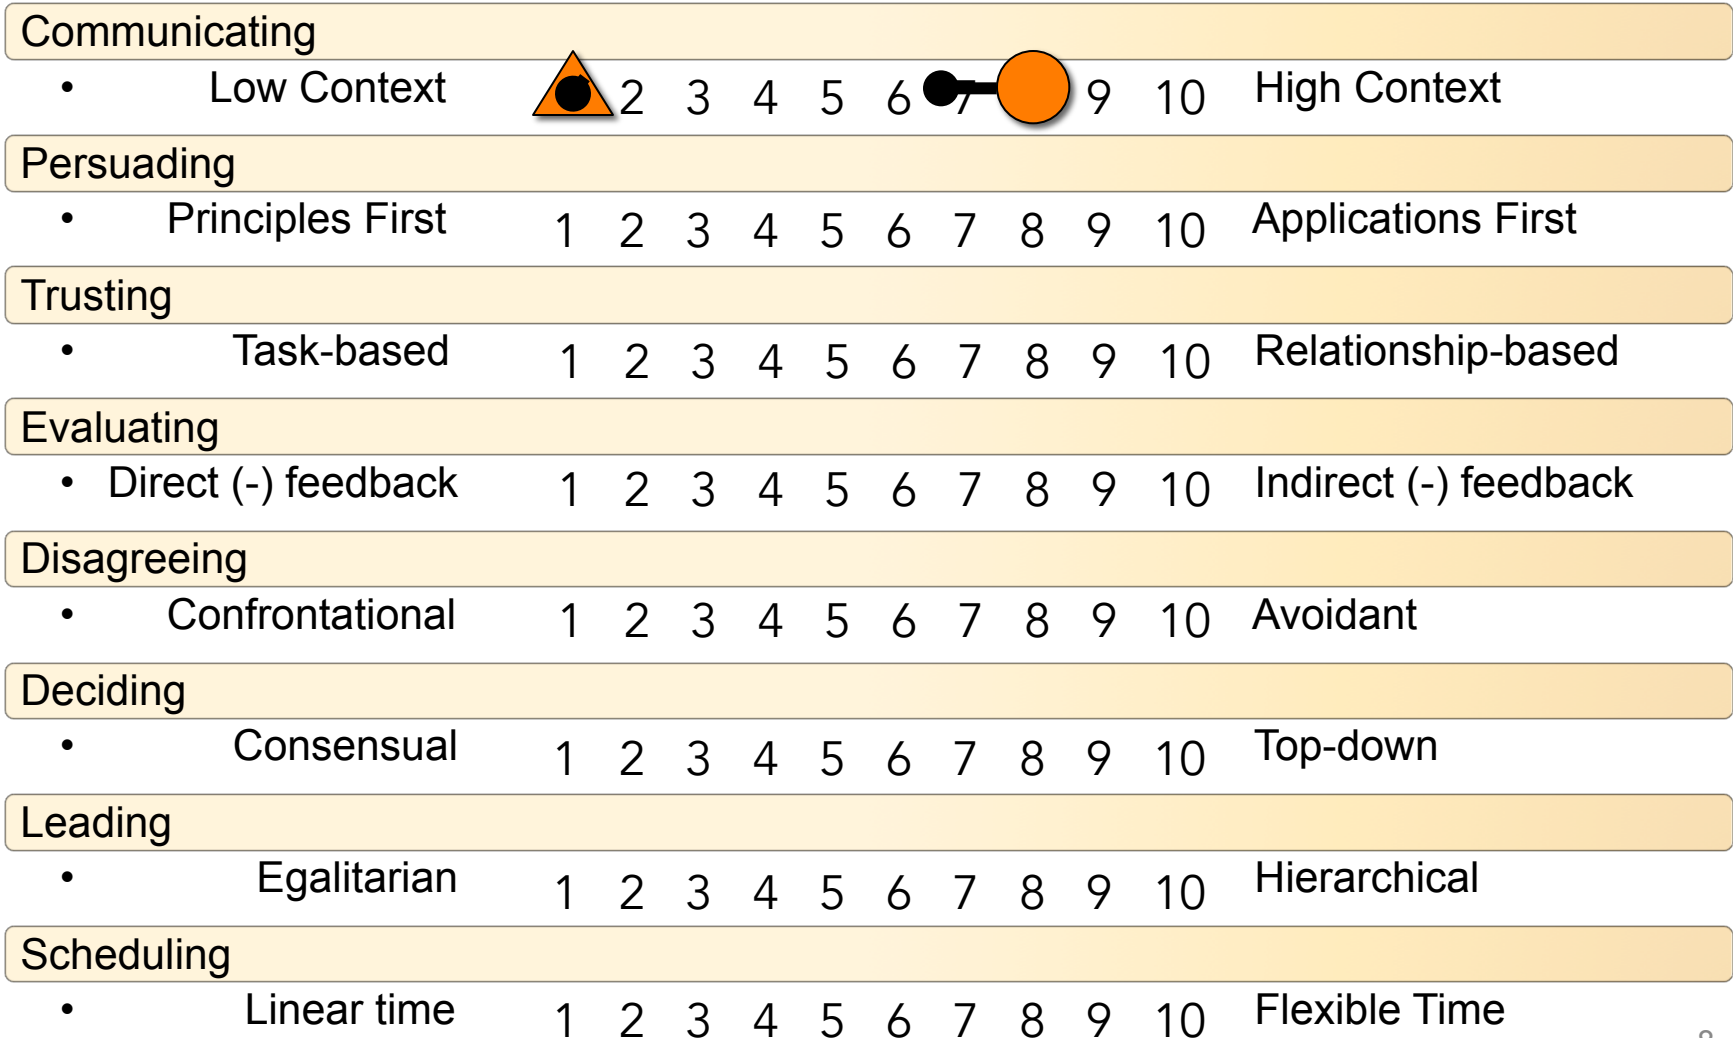 Communicating
• Low Context 2 3 4 5 6 7 9 10 High Context
Persuading
• Principles First 1 2 3 4 5 6 7 8 9 10 Applications First
Trusting
• Task-based 1 2 3 4 5 6 7 8 9 10 Relationship-based
Evaluating
• Direct (-) feedback 1 2 3 4 5 6 7 8 9 10 Indirect (-) feedback
Disagreeing
• Confrontational 1 2 3 4 5 6 7 8 9 10 Avoidant
Deciding
• Consensual 1 2 3 4 5 6 7 8 9 10 Top-down
Leading
• Egalitarian 1 2 3 4 5 6 7 8 9 10 Hierarchical
Scheduling
• Linear time 1 2 3 4 5 6 7 8 9 10 Flexible Time